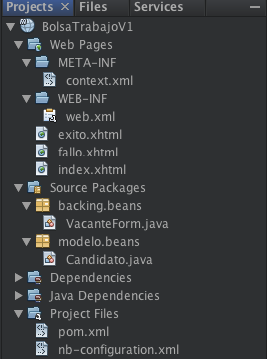 Projects Files Services
BolsaTrabajoV1
Web Pages
META-INF
context.xml
WEB-INF
web.xml
exito.xhtml
fallo.xhtml
index.xhtml
Source Packages
backing.beans
VacanteForm.java
modelo.beans
Candidato.java
Dependencies
Java Dependencies
Project Files
pom.xml
nb-configuration.xml